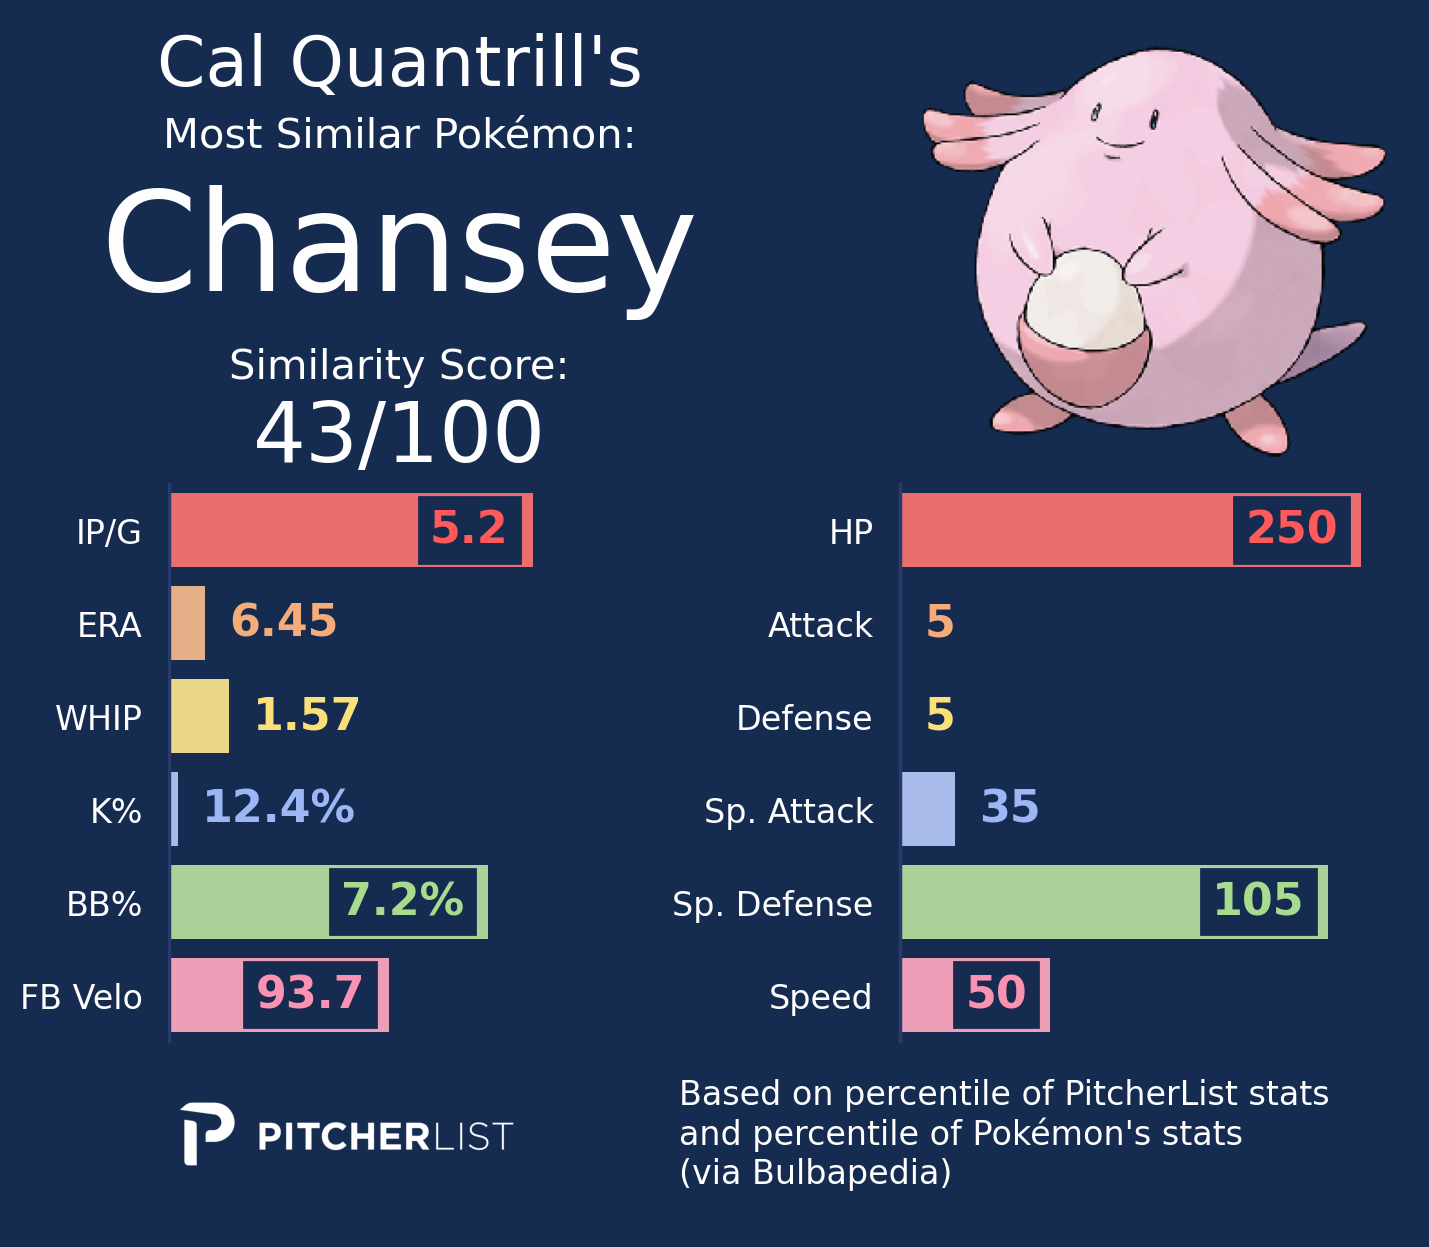 Cal Quantrill's
Most Similar Pokémon:
Chansey
Similarity Score:
43/100
IP/G 5.2
ERA 6.45
WHIP 1.57
K% 12.4%
BB% 7.2%
FB Velo 93.7
HP 250
Attack 5
Defense 5
Sp. Attack 35
Sp. Defense 105
Speed 50
PITCHERLIST
Based on percentile of PitcherList stats
and percentile of Pokémon's stats
(via Bulbapedia)